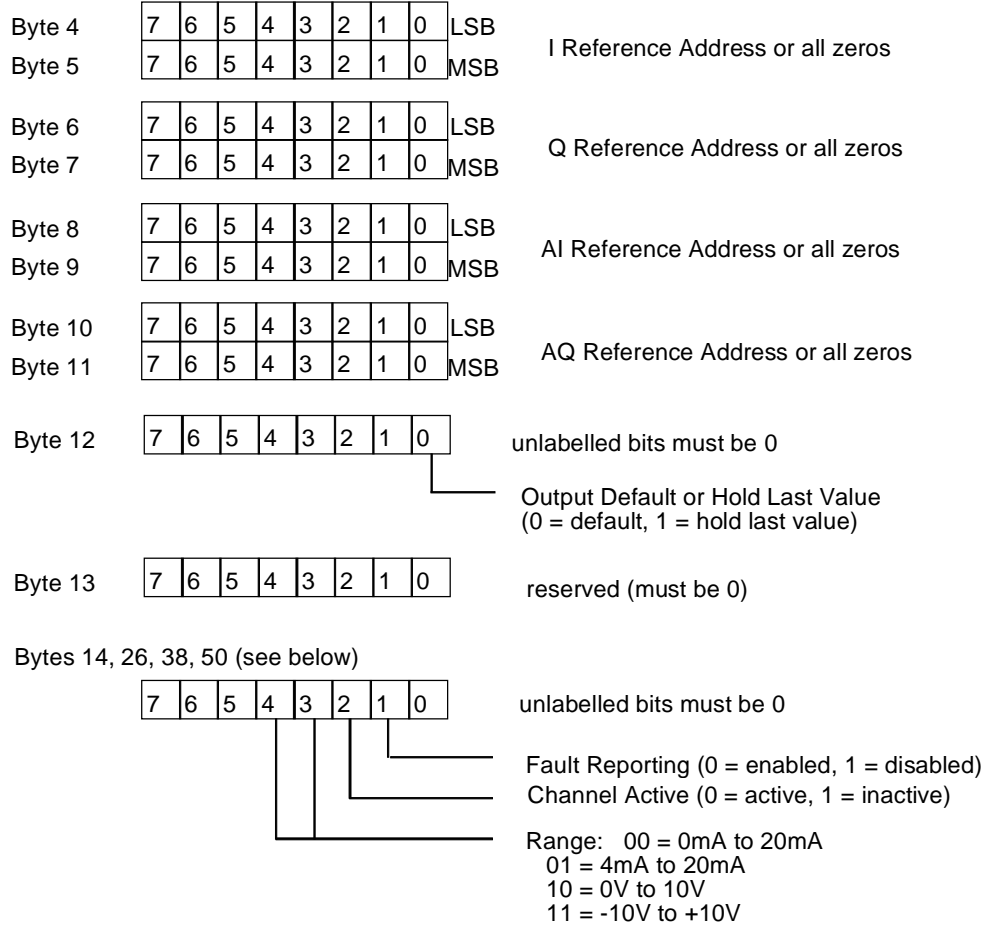 Byte 4 7 6 5 4 3 2 1 0 LSB
Byte 5 7 6 5 4 3 2 1 0 MSB
I Reference Address or all zeros
Byte 6 7 6 5 4 3 2 1 0 LSB
Byte 7 7 6 5 4 3 2 1 0 MSB
Q Reference Address or all zeros
Byte 8 7 6 5 4 3 2 1 0 LSB
Byte 9 7 6 5 4 3 2 1 0 MSB
AI Reference Address or all zeros
Byte 10 7 6 5 4 3 2 1 0 LSB
Byte 11 7 6 5 4 3 2 1 0 MSB
AQ Reference Address or all zeros
Byte 12 7 6 5 4 3 2 1 0 unlabelled bits must be 0
Output Default or Hold Last Value
(0 = default, 1 = hold last value)
Byte 13 7 6 5 4 3 2 1 0 reserved (must be 0)
Bytes 14, 26, 38, 50 (see below)
7 6 5 4 3 2 1 0 unlabelled bits must be 0
Fault Reporting (0 = enabled, 1 = disabled)
Channel Active (0 = active, 1 = inactive)
Range: 00 = 0mA to 20mA
01 = 4mA to 20mA
10 = 0V to 10V
11 = -10V to +10V